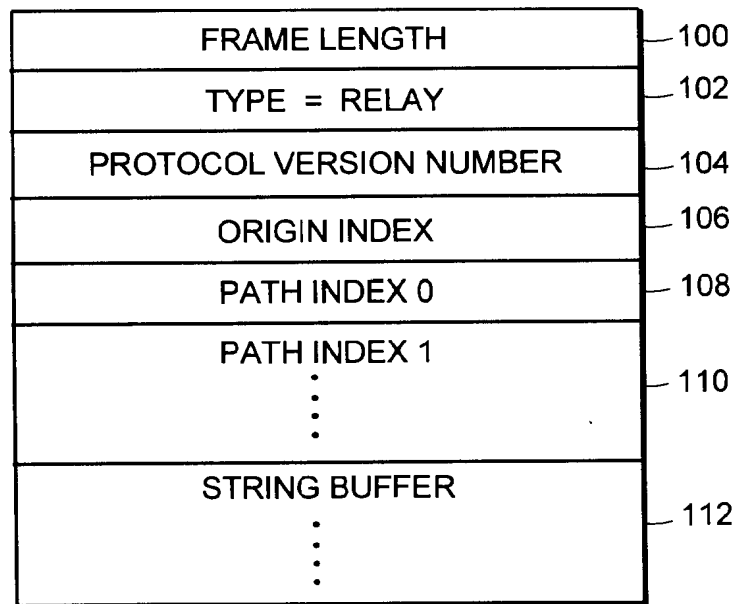 FRAME LENGTH 100
TYPE = RELAY 102
PROTOCOL VERSION NUMBER 104
ORIGIN INDEX 106
PATH INDEX 0 108
PATH INDEX 1
110
STRING BUFFER
112